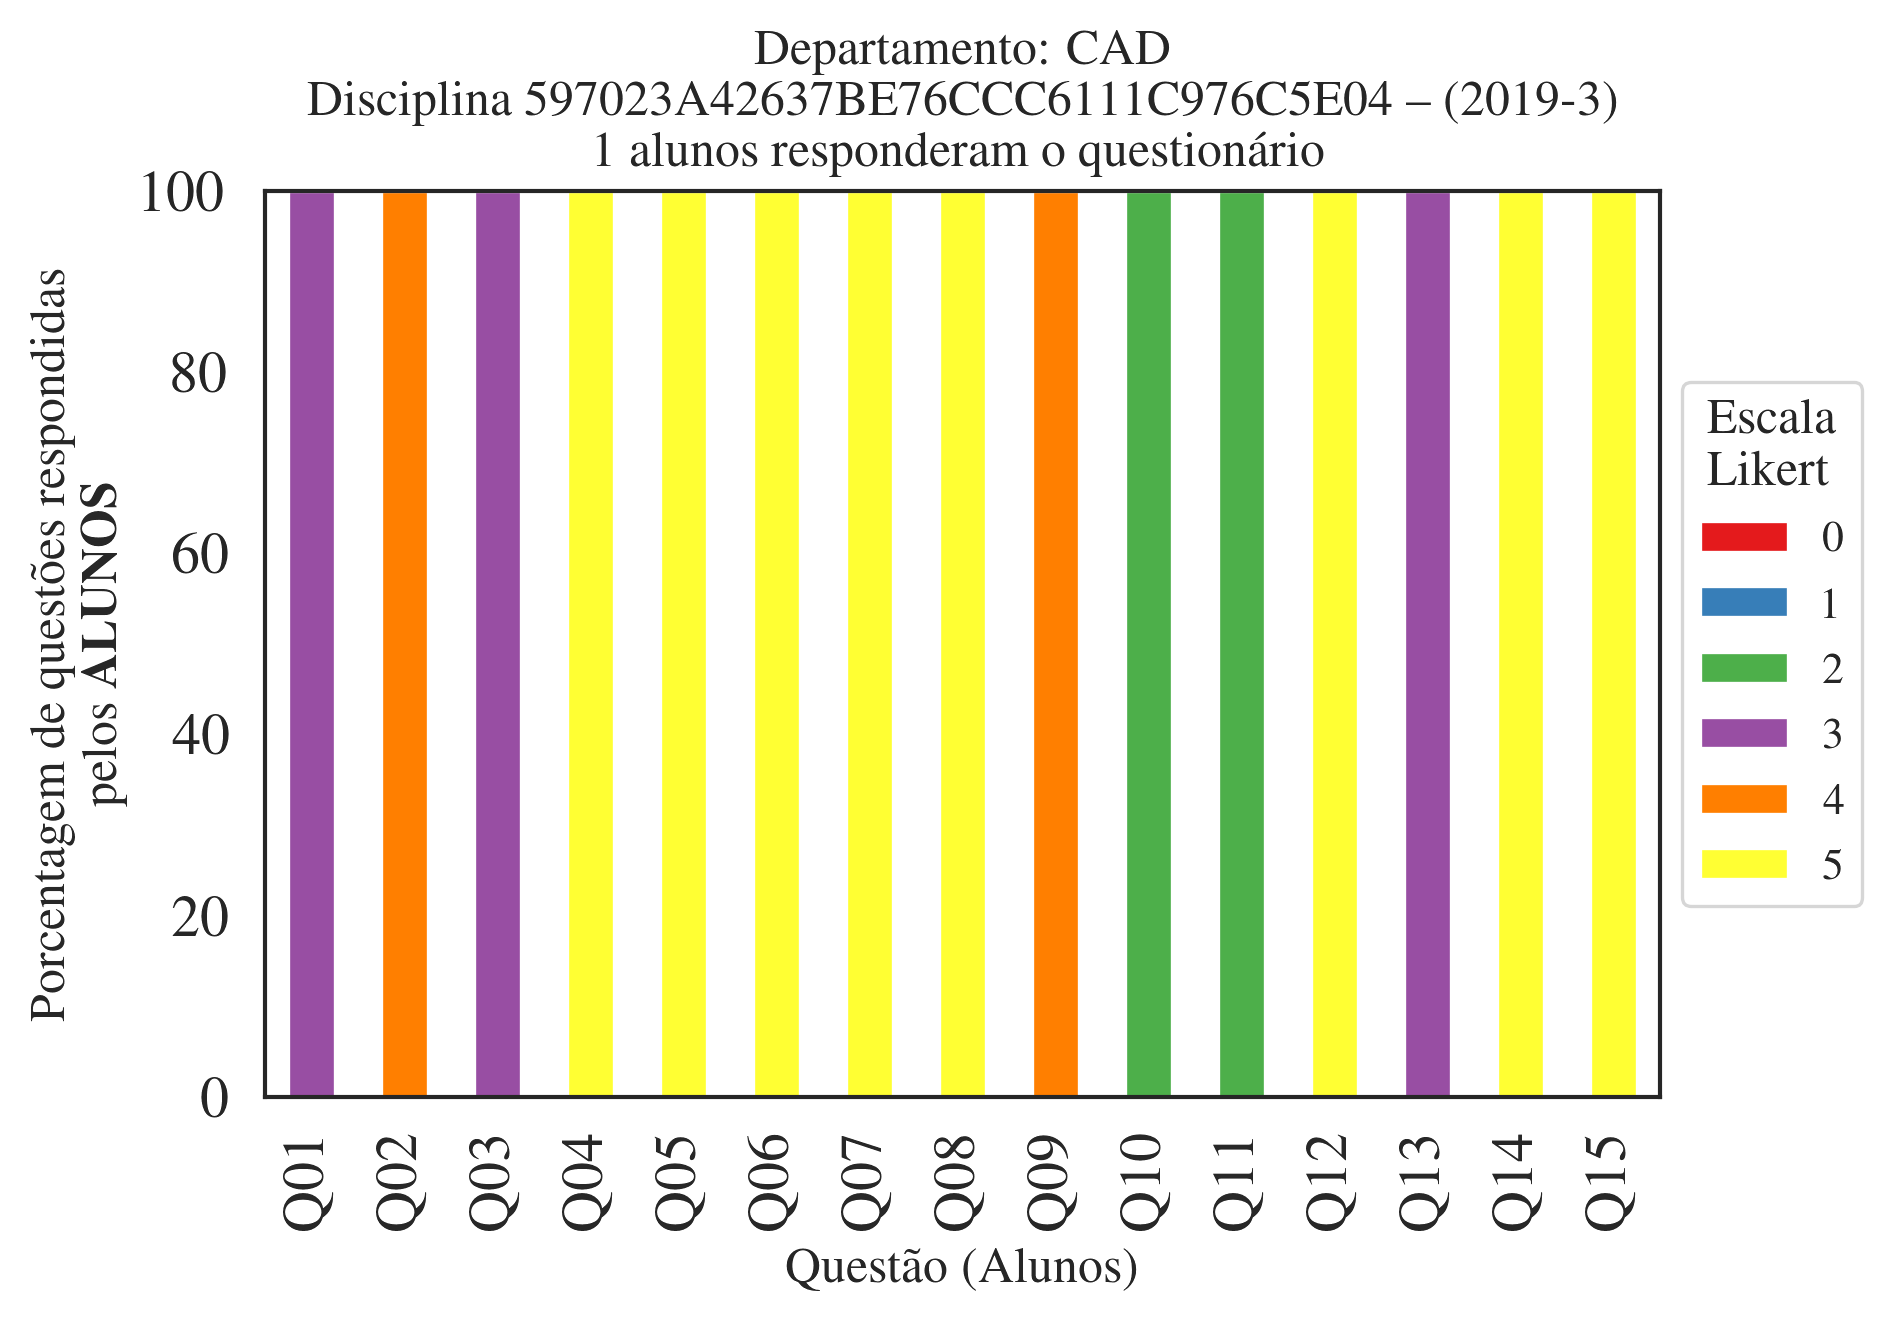 Departamento: CAD
Disciplina 597023A42637BE76CCC6111C976C5E04 – (2019-3)
1 alunos responderam o questionário
Porcentagem de questões respondidas
pelos ALUNOS
100
80
60
40
20
0
Q01
Q02
Q03
Q04
Q05
Q06
Q07
Q08
Q09
Q10
Q11
Q12
Q13
Q14
Q15
Questão (Alunos)
Escala
Likert
0
1
2
3
4
5